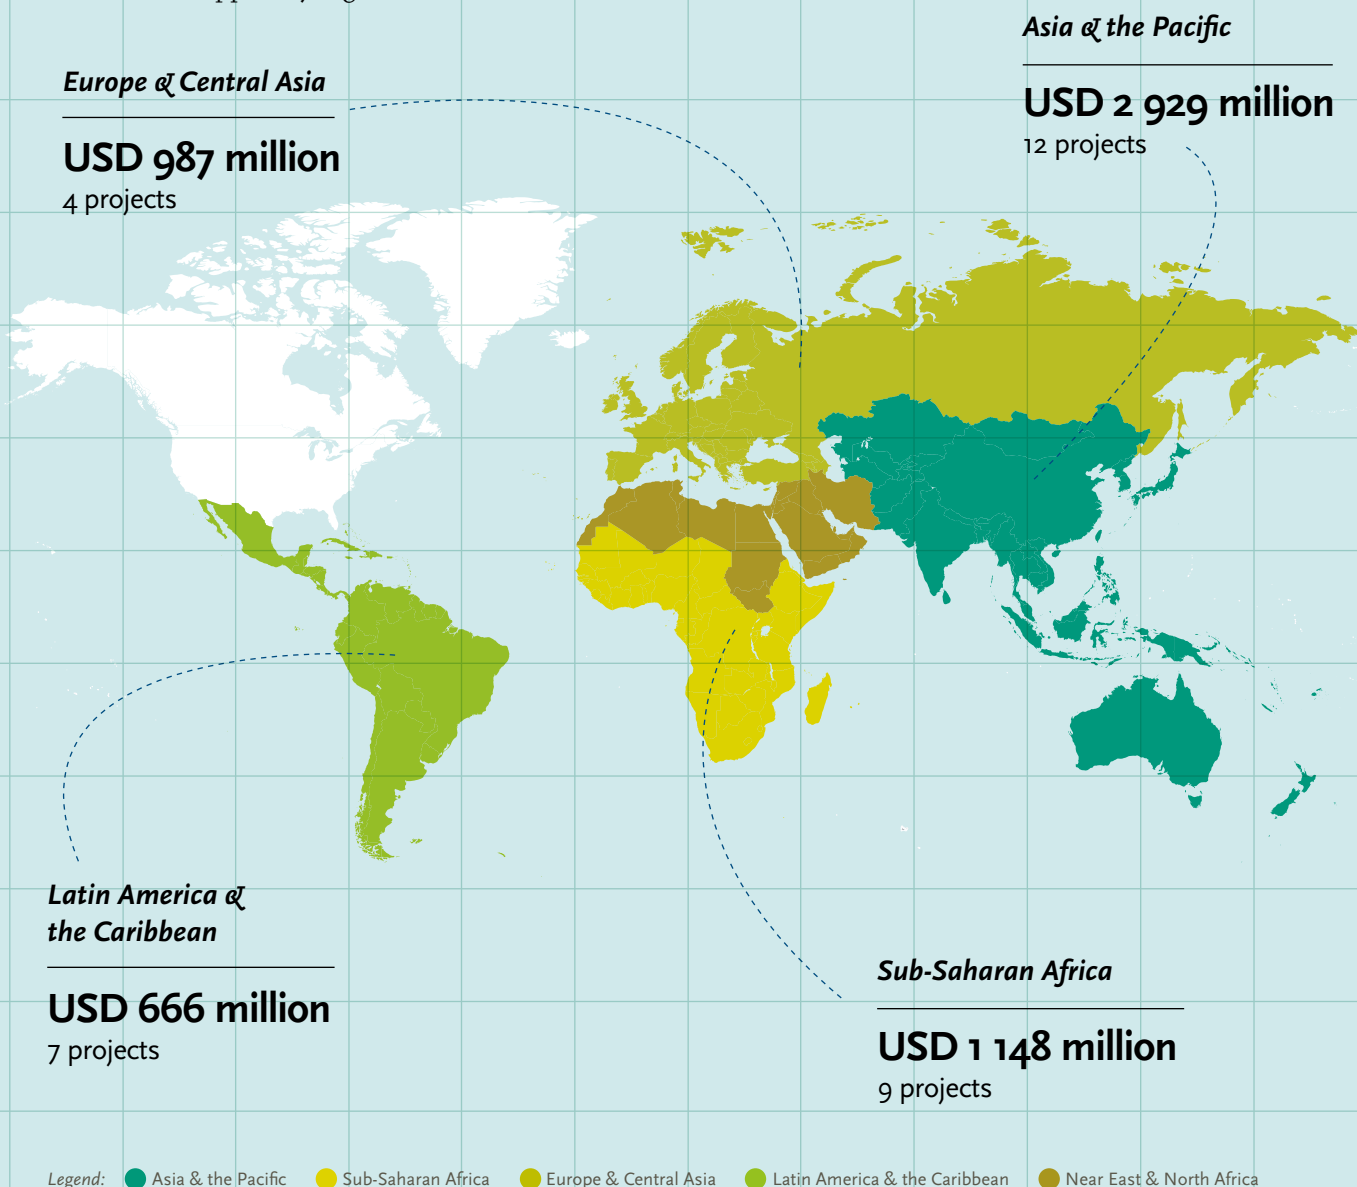 Asia & the Pacific
USD 2 929 million
12 projects
Europe & Central Asia
USD 987 million
4 projects
Latin America &
the Caribbean
USD 666 million
7 projects
Sub-Saharan Africa
USD 1 148 million
9 projects
Legend: Asia & the Pacific Sub-Saharan Africa Europe & Central Asia Latin America & the Caribbean Near East & North Africa